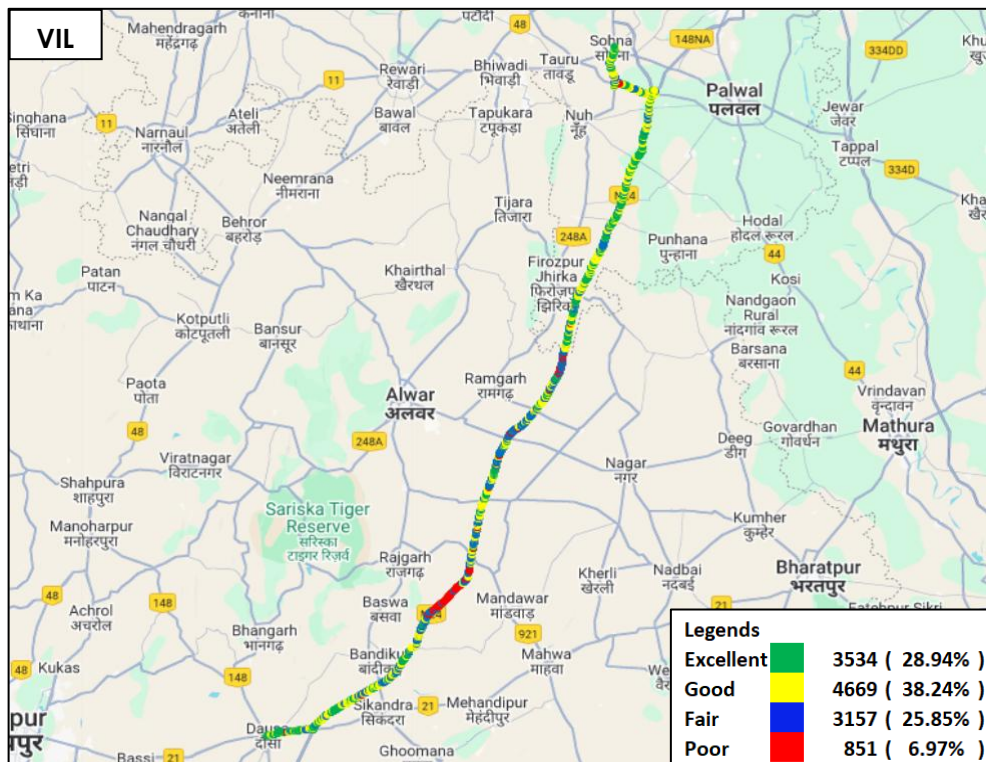 VIL
Mahendragarh
महेंद्रगढ़
पटौदी
48
Sohna
सोहना
148NA
334DD
Rewari
रेवाड़ी
Bhiwadi
भिवाड़ी
Tauru
तावडू
11
Palwal
पलवल
Jewar
जेवर
Singhana
सिंघाना
11
Ateli
अतेली
Narnaul
नारनौल
Bawal
बावल
Tapukara
टपूकड़ा
Nuh
नूँह
Tappal
टप्पल
334D
Neemrana
नीमराना
Tijara
तिजारा
Nangal
Chaudhary
नंगल चौधरी
Behror
बहरोड़
248A
Hodal
होदल रूरल
Punhana
पुन्हाना
44
Kosi
Patan
पाटन
Khairthal
खैरथल
Firozpur
Jhirka
Kotputli
कोटपूतली
Bansur
बानसूर
Nandgaon
Rural
नांदगांव रूरल
Barsana
बरसाना
Paota
पोता
Alwar
अलवर
Ramgarh
रामगढ़
44
Vrindavan
वृन्दावन
48
248A
Deeg
डीग
Govardhan
गोवर्धन
Mathura
मथुरा
Viratnagar
विराटनगर
Nagar
नगर
Shahpura
शाहपुरा
Sariska Tiger
Reserve
सरिस्का
टाइगर रिज़र्व
Manoharpur
मनोहरपुरा
Kumher
कुम्हेर
Rajgarh
राजगढ़
Kherli
खेरली
Nadbai
नदबई
Bharatpur
भरतपुर
48
148
Achrol
अचरोल
Baswa
बसवा
Mandawar
मांडवाड़
21
Bhangarh
भानगढ़
921
Mahwa
माहवा
48
Kukas
148
Sikandra
सिकंदरा
21
Mehandipur
मेहंदीपुर
दौसा
Bassi
21
Ghoomana
Legends
Excellent 3534 ( 28.94% )
Good 4669 ( 38.24% )
Fair 3157 ( 25.85% )
Poor 851 ( 6.97% )